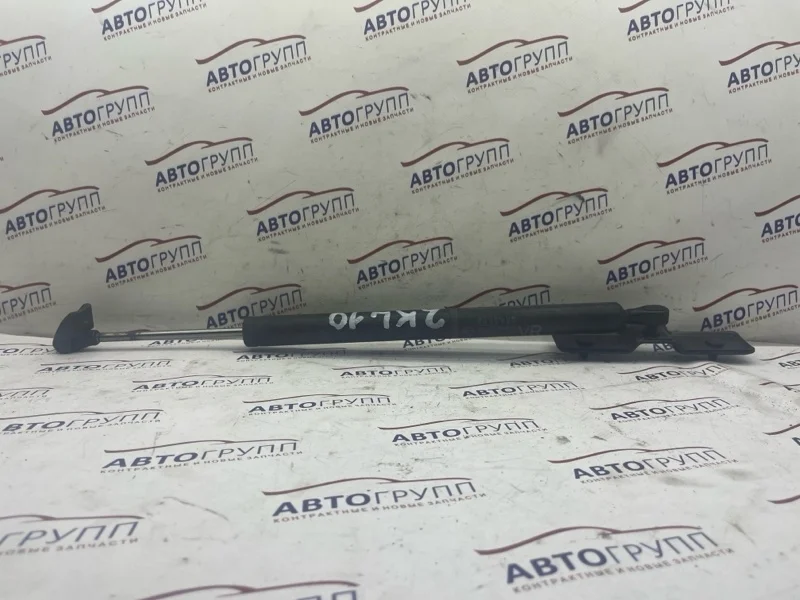 АВТОГРУПП
КОНТРАКТНЫЕ И НОВЫЕ ЗАПЧАСТИ
2KL10